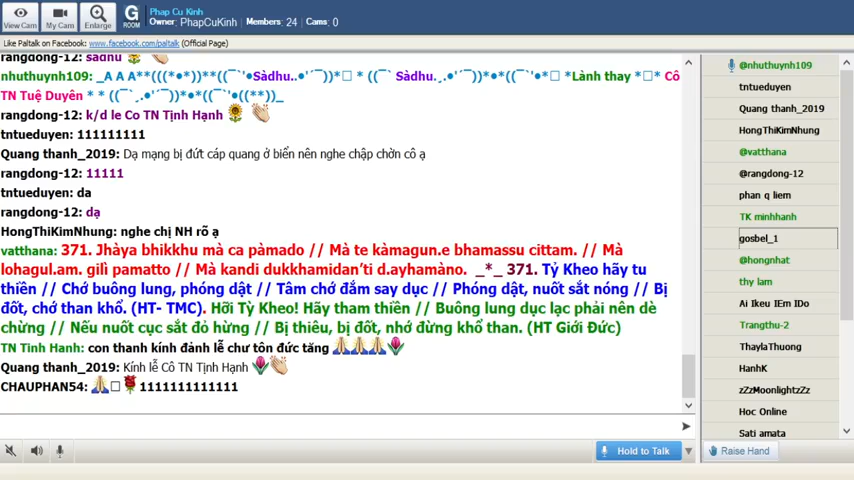 Phap Cu Kinh
Owner: PhapCuKinh Members: 24 Cams: 0
View Cam My Cam Enlarge G ROOM
Like Paltalk on Facebook: www.facebook.com/paltalk (Official Page)
rangdong-12: sadhu
nhuthuynh109: _A A A**(((*•*))**((¯`'•Sàdhu..•'´¯))*□ * ((¯` Sàdhu.¸.•'´¯))*•*((¯`'•*□ *Lành thay *□* Cô
TN Tuệ Duyên * * ((¯`¸.•'´¯))*•*((¯`'•((**))_
rangdong-12: k/d le Co TN Tịnh Hạnh
tntueduyen: 111111111
Quang thanh_2019: Dạ mạng bị đứt cáp quang ở biển nên nghe chập chờn cô ạ
rangdong-12: 11111
tntueduyen: da
rangdong-12: dạ
HongThiKimNhung: nghe chị NH rõ ạ
vatthana: 371. Jhàya bhikkhu mà ca pàmado // Mà te kàmagun.e bhamassu cittam. // Mà
lohagul.am. gilì pamatto // Mà kandi dukkhamidan'ti d.ayhamàno. _*_ 371. Tỷ Kheo hãy tu
thiền // Chớ buông lung, phóng dật // Tâm chớ đắm say dục // Phóng dật, nuốt sắt nóng // Bị
đốt, chớ than khổ. (HT- TMC). Hỡi Tỳ Kheo! Hãy tham thiền // Buông lung dục lạc phải nên dè
chừng // Nếu nuốt cục sắt đỏ hừng // Bị thiêu, bị đốt, nhớ đừng khổ than. (HT Giới Đức)
TN Tinh Hanh: con thanh kính đảnh lễ chư tôn đức tăng
Quang thanh_2019: Kính lễ Cô TN Tịnh Hạnh
CHAUPHAN54: □ 1111111111111
@nhuthuynh109
tntueduyen
Quang thanh_2019
HongThiKimNhung
@vatthana
@rangdong-12
phan q liem
TK minhhanh
gosbel_1
@hongnhat
thy lam
Ai Ikeu IEm IDo
Trangthu-2
ThaylaThuong
HanhK
zZzMoonlightzZz
Hoc Online
Sati amata
Hold to Talk
Raise Hand